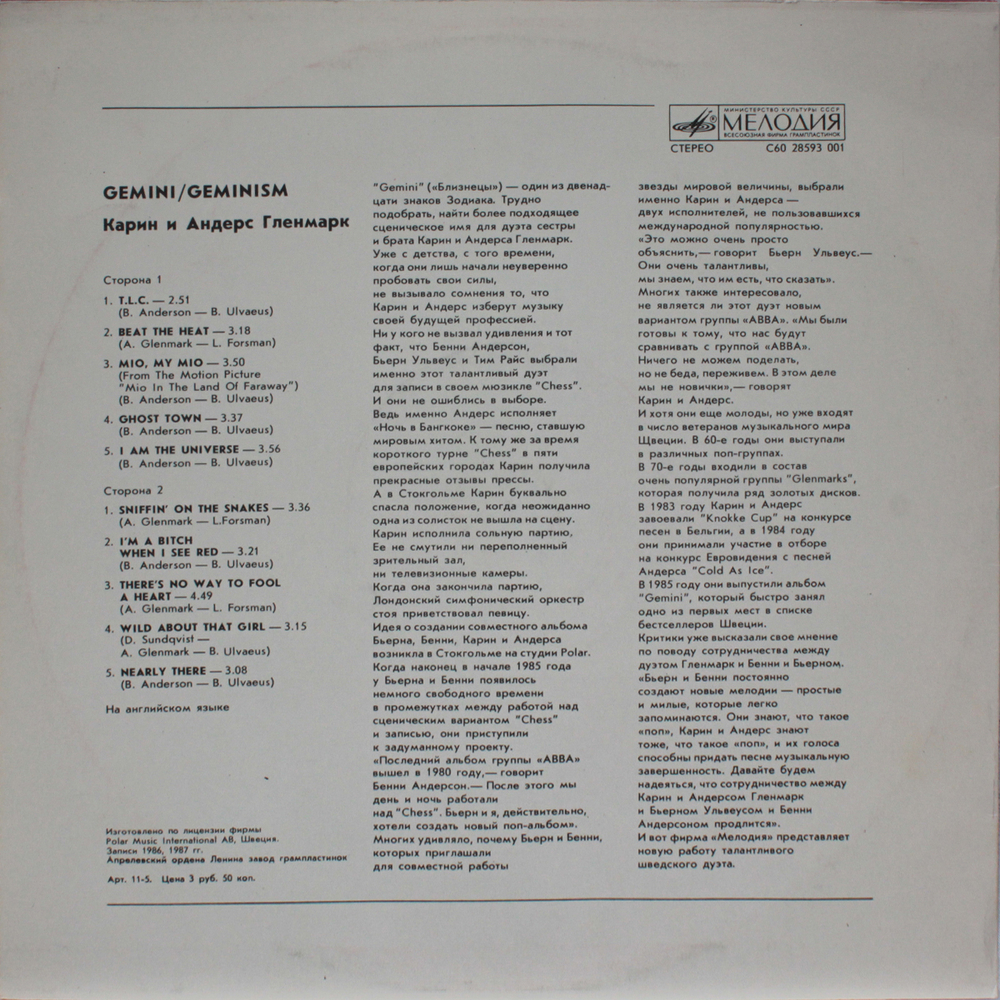 МИНИСТЕРСТВО КУЛЬТУРЫ СССР
МЕЛОДИЯ
ВСЕСОЮЗНАЯ ФИРМА ГРАМПЛАСТИНОК
СТЕРЕО С60 28593 001
GEMINI/GEMINISM
Карин и Андерс Гленмарк
Сторона 1
1. T.L.C. — 2.51
(B. Anderson — B. Ulvaeus)
2. BEAT THE HEAT — 3.18
(A. Glenmark — L. Forsman)
3. MIO, MY MIO — 3.50
(From The Motion Picture
"Mio In The Land Of Faraway")
(B. Anderson — B. Ulvaeus)
4. GHOST TOWN — 3.37
(B. Anderson — B. Ulvaeus)
5. I AM THE UNIVERSE — 3.56
(B. Anderson — B. Ulvaeus)
Сторона 2
1. SNIFFIN' ON THE SNAKES — 3.36
(A. Glenmark — L.Forsman)
2. I'M A BITCH
WHEN I SEE RED — 3.21
(B. Anderson — B. Ulvaeus)
3. THERE'S NO WAY TO FOOL
A HEART — 4.49
(A. Glenmark — L. Forsman)
4. WILD ABOUT THAT GIRL — 3.15
(D. Sundqvist —
A. Glenmark — B. Ulvaeus)
5. NEARLY THERE — 3.08
(B. Anderson — B. Ulvaeus)
На английском языке
Изготовлено по лицензии фирмы
Polar Music International AB, Швеция.
Записи 1986, 1987 гг.
Апрелевский ордена Ленина завод грампластинок
Арт. 11-5. Цена 3 руб. 50 коп.
"Gemini" («Близнецы») — один из двенад-
цати знаков Зодиака. Трудно
подобрать, найти более подходящее
сценическое имя для дуэта сестры
и брата Карин и Андерса Гленмарк.
Уже с детства, с того времени,
когда они лишь начали неуверенно
пробовать свои силы,
не вызывало сомнения то, что
Карин и Андерс изберут музыку
своей будущей профессией.
Ни у кого не вызвал удивления и тот
факт, что Бенни Андерсон,
Бьерн Ульвеус и Тим Райс выбрали
именно этот талантливый дуэт
для записи в своем мюзикле "Chess".
И они не ошиблись в выборе.
Ведь именно Андерс исполняет
«Ночь в Бангкоке» — песню, ставшую
мировым хитом. К тому же за время
короткого турне "Chess" в пяти
европейских городах Карин получила
прекрасные отзывы прессы.
А в Стокгольме Карин буквально
спасла положение, когда неожиданно
одна из солисток не вышла на сцену.
Карин исполнила сольную партию,
Ее не смутили ни переполненный
зрительный зал,
ни телевизионные камеры.
Когда она закончила партию,
Лондонский симфонический оркестр
стоя приветствовал певицу.
Идея о создании совместного альбома
Бьерна, Бенни, Карин и Андерса
возникла в Стокгольме на студии Polar.
Когда наконец в начале 1985 года
у Бьерна и Бенни появилось
немного свободного времени
в промежутках между работой над
сценическим вариантом "Chess"
и записью, они приступили
к задуманному проекту.
«Последний альбом группы «АВВА»
вышел в 1980 году,— говорит
Бенни Андерсон.— После этого мы
день и ночь работали
над "Chess". Бьерн и я, действительно,
хотели создать новый поп-альбом».
Многих удивляло, почему Бьерн и Бенни,
которых приглашали
для совместной работы
звезды мировой величины, выбрали
именно Карин и Андерса —
двух исполнителей, не пользовавшихся
международной популярностью.
«Это можно очень просто
объяснить,— говорит Бьерн Ульвеус.—
Они очень талантливы,
мы знаем, что им есть, что сказать».
Многих также интересовало,
не является ли этот дуэт новым
вариантом группы «АВВА». «Мы были
готовы к тому, что нас будут
сравнивать с группой «АВВА».
Ничего не можем поделать,
но не беда, переживем. В этом деле
мы не новички»,— говорят
Карин и Андерс.
И хотя они еще молоды, но уже входят
в число ветеранов музыкального мира
Щвеции. В 60-е годы они выступали
в различных поп-группах.
В 70-е годы входили в состав
очень популярной группы "Glenmarks",
которая получила ряд золотых дисков.
В 1983 году Карин и Андерс
завоевали "Knokke Cup" на конкурсе
песен в Бельгии, а в 1984 году
они принимали участие в отборе
на конкурс Евровидения с песней
Андерса "Cold As Ice".
В 1985 году они выпустили альбом
"Gemini", который быстро занял
одно из первых мест в списке
бестселлеров Швеции.
Критики уже высказали свое мнение
по поводу сотрудничества между
дуэтом Гленмарк и Бенни и Бьерном.
«Бьерн и Бенни постоянно
создают новые мелодии — простые
и милые, которые легко
запоминаются. Они знают, что такое
«поп», Карин и Андерс знают
тоже, что такое «поп», и их голоса
способны придать песне музыкальную
завершенность. Давайте будем
надеяться, что сотрудничество между
Карин и Андерсом Гленмарк
и Бьерном Ульвеусом и Бенни
Андерсоном продлится».
И вот фирма «Мелодия» представляет
новую работу талантливого
шведского дуэта.